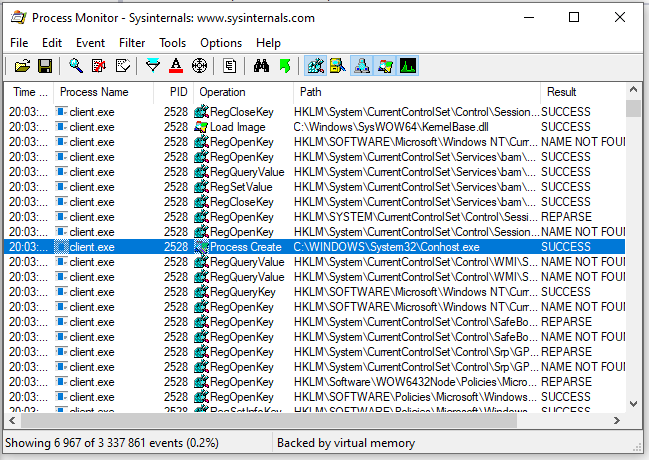 Process Monitor - Sysinternals: www.sysinternals.com
File Edit Event Filter Tools Options Help
Time ... Process Name PID Operation Path Result
20:03:... client.exe 2528 RegCloseKey HKLM\System\CurrentControlSet\Control\Session... SUCCESS
20:03:... client.exe 2528 Load Image C:\Windows\SysWOW64\KernelBase.dll SUCCESS
20:03:... client.exe 2528 RegOpenKey HKLM\SOFTWARE\Microsoft\Windows NT\Curr... NAME NOT FOUN
20:03:... client.exe 2528 RegOpenKey HKLM\System\CurrentControlSet\Services\bam\... SUCCESS
20:03:... client.exe 2528 RegQueryValue HKLM\System\CurrentControlSet\Services\bam\... SUCCESS
20:03:... client.exe 2528 RegSetValue HKLM\System\CurrentControlSet\Services\bam\... SUCCESS
20:03:... client.exe 2528 RegCloseKey HKLM\System\CurrentControlSet\Services\bam\... SUCCESS
20:03:... client.exe 2528 RegOpenKey HKLM\SYSTEM\CurrentControlSet\Control\Sessi... REPARSE
20:03:... client.exe 2528 RegOpenKey HKLM\System\CurrentControlSet\Control\Session... NAME NOT FOUN
20:03:... client.exe 2528 Process Create C:\WINDOWS\System32\Conhost.exe SUCCESS
20:03:... client.exe 2528 RegQueryValue HKLM\System\CurrentControlSet\Control\WMI\S... NAME NOT FOUN
20:03:... client.exe 2528 RegQueryValue HKLM\System\CurrentControlSet\Control\WMI\S... NAME NOT FOUN
20:03:... client.exe 2528 RegQueryKey HKLM\SOFTWARE\Microsoft\Windows NT\Curr... SUCCESS
20:03:... client.exe 2528 RegOpenKey HKLM\SOFTWARE\Microsoft\Windows NT\Curr... NAME NOT FOUN
20:03:... client.exe 2528 RegOpenKey HKLM\System\CurrentControlSet\Control\SafeBo... REPARSE
20:03:... client.exe 2528 RegOpenKey HKLM\System\CurrentControlSet\Control\SafeBo... NAME NOT FOUN
20:03:... client.exe 2528 RegOpenKey HKLM\System\CurrentControlSet\Control\Srp\GP... REPARSE
20:03:... client.exe 2528 RegOpenKey HKLM\System\CurrentControlSet\Control\Srp\GP... NAME NOT FOUN
20:03:... client.exe 2528 RegOpenKey HKLM\Software\WOW6432Node\Policies\Micro... REPARSE
20:03:... client.exe 2528 RegOpenKey HKLM\SOFTWARE\Policies\Microsoft\Windows... SUCCESS
20:03:... client.exe 2528 RegSetInfoKey HKLM\SOFTWARE\Policies\Microsoft\Windows... SUCCESS
Showing 6 967 of 3 337 861 events (0.2%) Backed by virtual memory